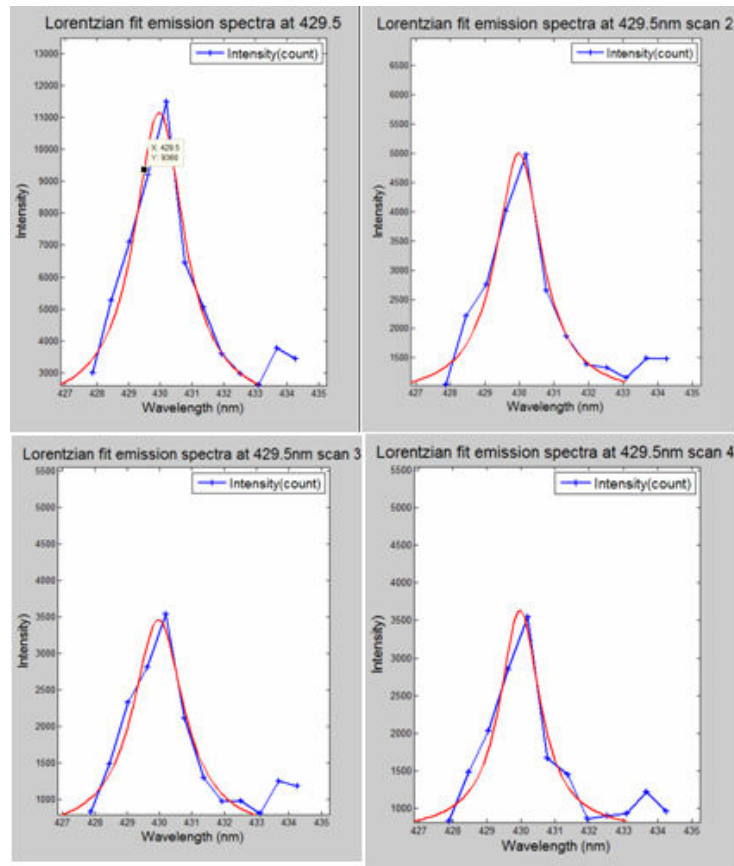 Lorentzian fit emission spectra at 429.5
Intensity(count)
X: 429.5
Y: 9360
Intensity
13000
12000
11000
10000
9000
8000
7000
6000
5000
4000
3000
427 428 429 430 431 432 433 434 435
Wavelength (nm)
Lorentzian fit emission spectra at 429.5nm scan 2
Intensity(count)
Intensity
6500
6000
5500
5000
4500
4000
3500
3000
2500
2000
1500
427 428 429 430 431 432 433 434 435
Wavelength (nm)
Lorentzian fit emission spectra at 429.5nm scan 3
Intensity(count)
Intensity)
5500
5000
4500
4000
3500
3000
2500
2000
1500
1000
427 428 429 430 431 432 433 434 435
Wavelength (nm)
Lorentzian fit emission spectra at 429.5nm scan 4
Intensity(count)
Intensity)
5500
5000
4500
4000
3500
3000
2500
2000
1500
1000
427 428 429 430 431 432 433 434 435
Wavelength (nm)